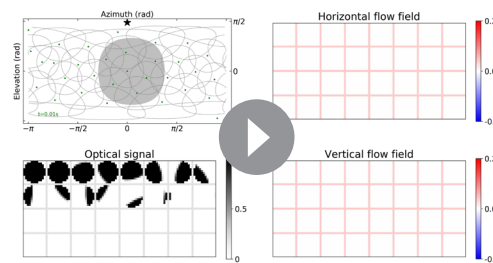 Azimuth (rad)
Horizontal flow field
Elevation (rad)
π/2
0
t=0.01s
−π
−π/2
0
π/2
Optical signal
Vertical flow field
0.5
0